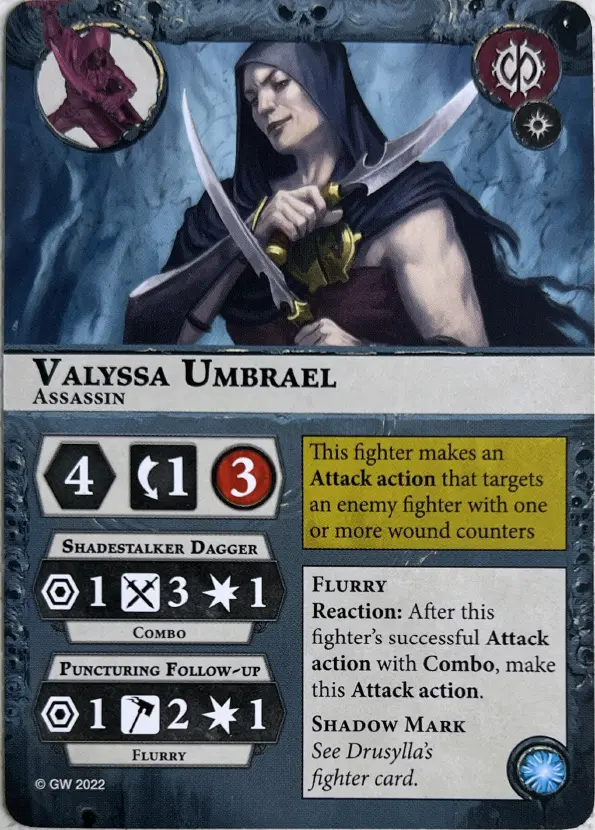 VALYSSA UMBRAEL
ASSASSIN
4 1 3
SHADESTALKER DAGGER
1 3 1
COMBO
PUNCTURING FOLLOW-UP
1 2 1
FLURRY
© GW 2022
This fighter makes an
Attack action that targets
an enemy fighter with one
or more wound counters
FLURRY
Reaction: After this
fighter's successful Attack
action with Combo, make
this Attack action.
SHADOW MARK
See Drusylla's
fighter card.